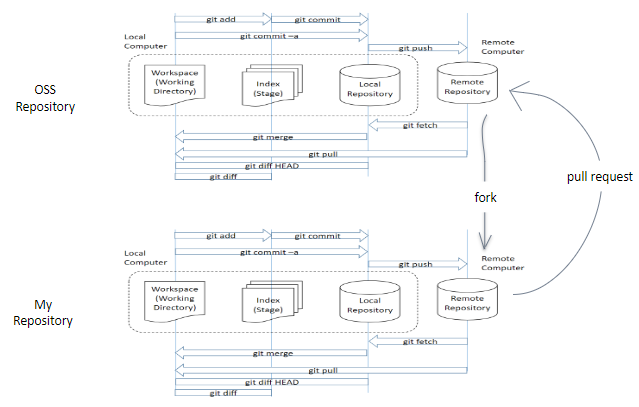 git add
git commit
git commit –a
Local
Computer
git push
Remote
Computer
OSS
Repository
Workspace
(Working
Directory)
Index
(Stage)
Local
Repository
Remote
Repository
git fetch
git merge
git pull
git diff HEAD
git diff
fork
pull request
git add
git commit
git commit –a
Local
Computer
git push
Remote
Computer
My
Repository
Workspace
(Working
Directory)
Index
(Stage)
Local
Repository
Remote
Repository
git fetch
git merge
git pull
git diff HEAD
git diff